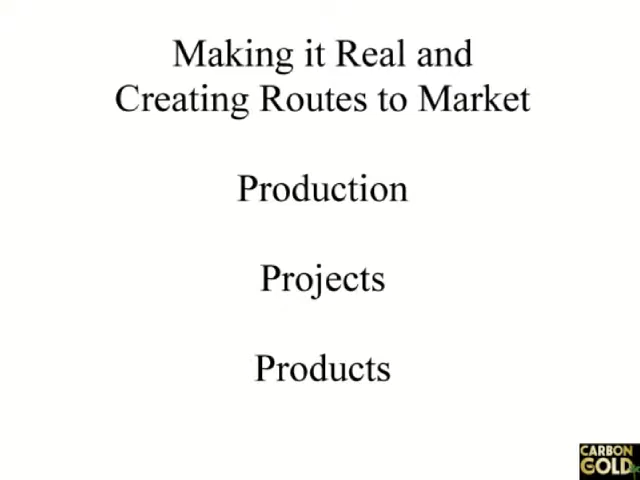 Making it Real and
Creating Routes to Market
Production
Projects
Products
CARBON
GOLD